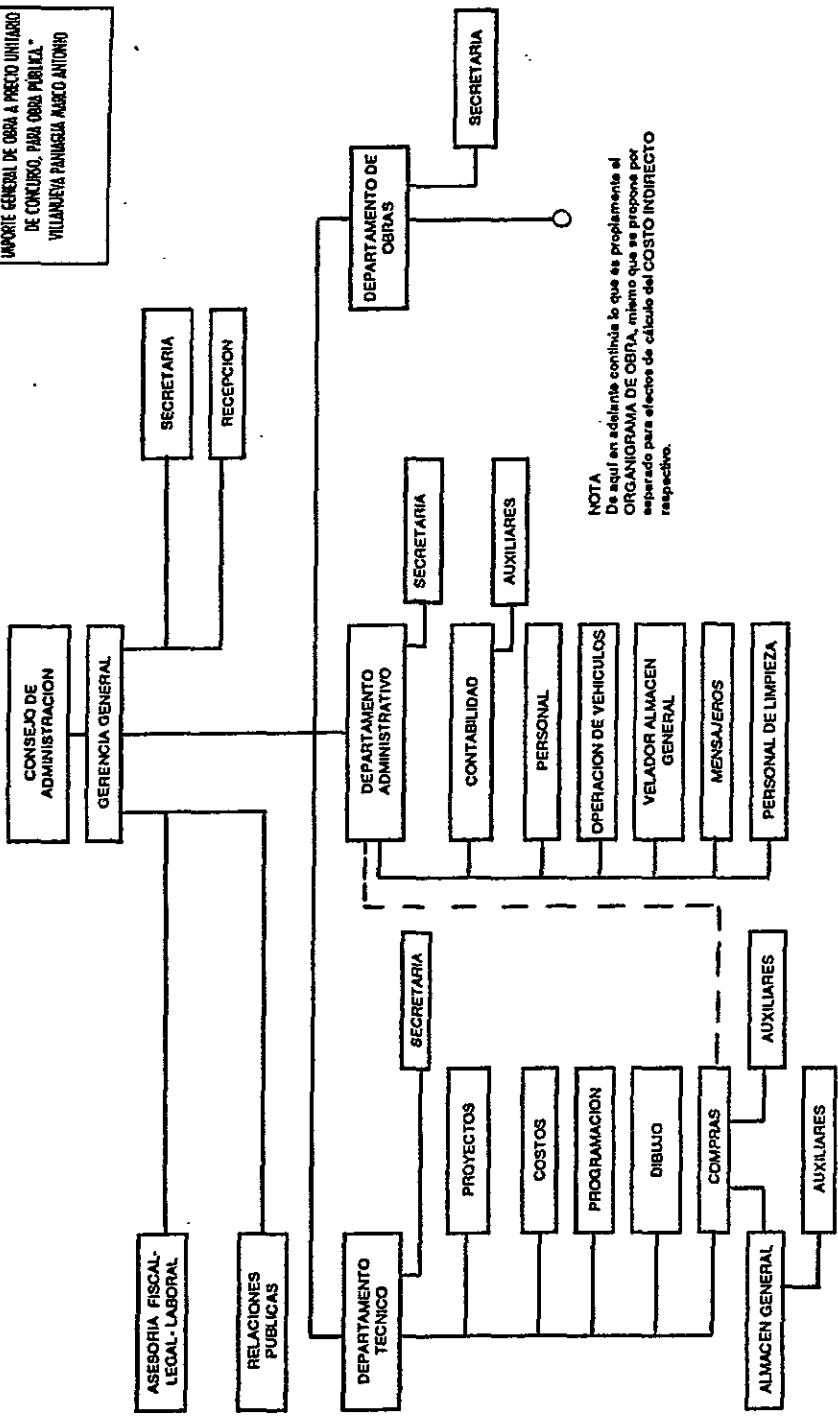 IMPORTE GENERAL DE OBRA A PRECIO UNITARIO
DE CONCURSO, PARA OBRA PÚBLICA."
VILLANUEVA PANIAGUA MARCO ANTONIO
CONSEJO DE
ADMINISTRACION
GERENCIA GENERAL
SECRETARIA
RECEPCION
ASESORIA FISCAL-
LEGAL- LABORAL
RELACIONES
PUBLICAS
DEPARTAMENTO
TECNICO
SECRETARIA
PROYECTOS
COSTOS
PROGRAMACION
DIBUJO
COMPRAS
AUXILIARES
ALMACEN GENERAL
AUXILIARES
DEPARTAMENTO
ADMINISTRATIVO
SECRETARIA
CONTABILIDAD
AUXILIARES
PERSONAL
OPERACION DE VEHICULOS
VELADOR ALMACEN
GENERAL
MENSAJEROS
PERSONAL DE LIMPIEZA
DEPARTAMENTO DE
OBRAS
SECRETARIA
NOTA
De aquí en adelante continúa lo que es propiamente el
ORGANIGRAMA DE OBRA, mismo que se propone por
separado para efectos de cálculo del COSTO INDIRECTO
respectivo.